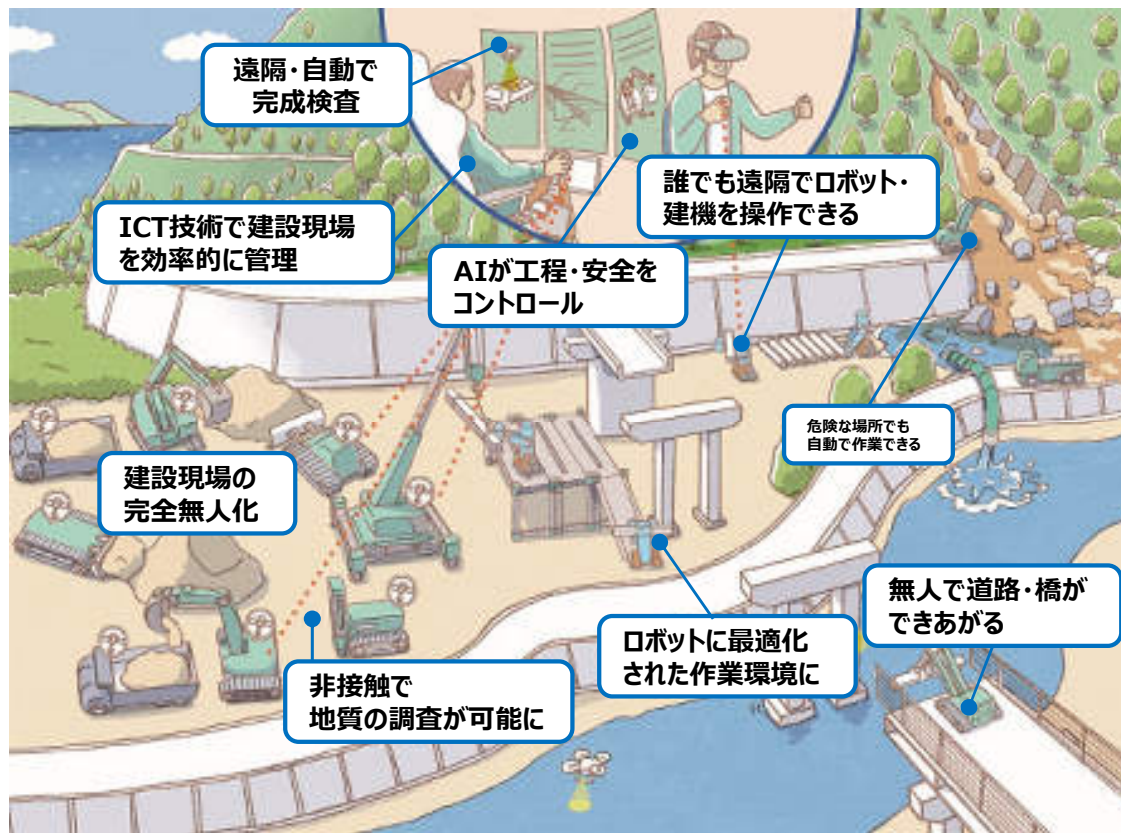 遠隔・自動で
完成検査
ICT技術で建設現場
を効率的に管理
AIが工程・安全を
コントロール
誰でも遠隔でロボット・
建機を操作できる
危険な場所でも
自動で作業できる
建設現場の
完全無人化
非接触で
地質の調査が可能に
ロボットに最適化
された作業環境に
無人で道路・橋が
できあがる